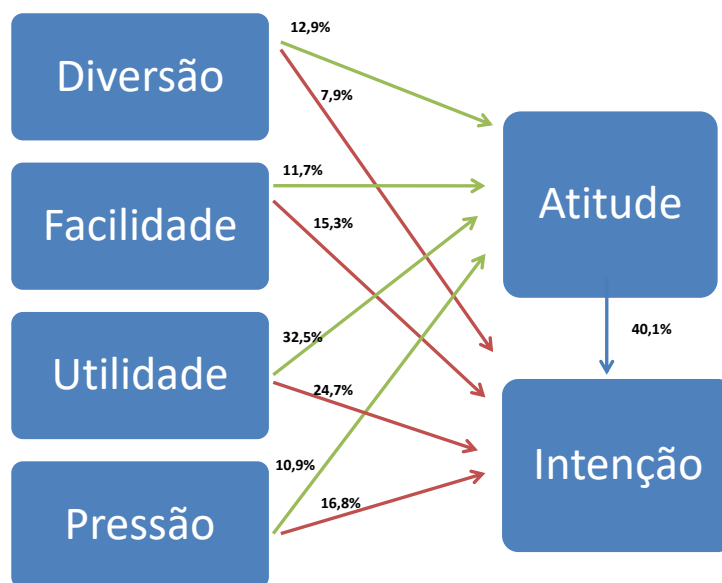 Diversão
12,9%
7,9%
Facilidade
11,7%
15,3%
Utilidade
32,5%
24,7%
Pressão
10,9%
16,8%
Atitude
40,1%
Intenção